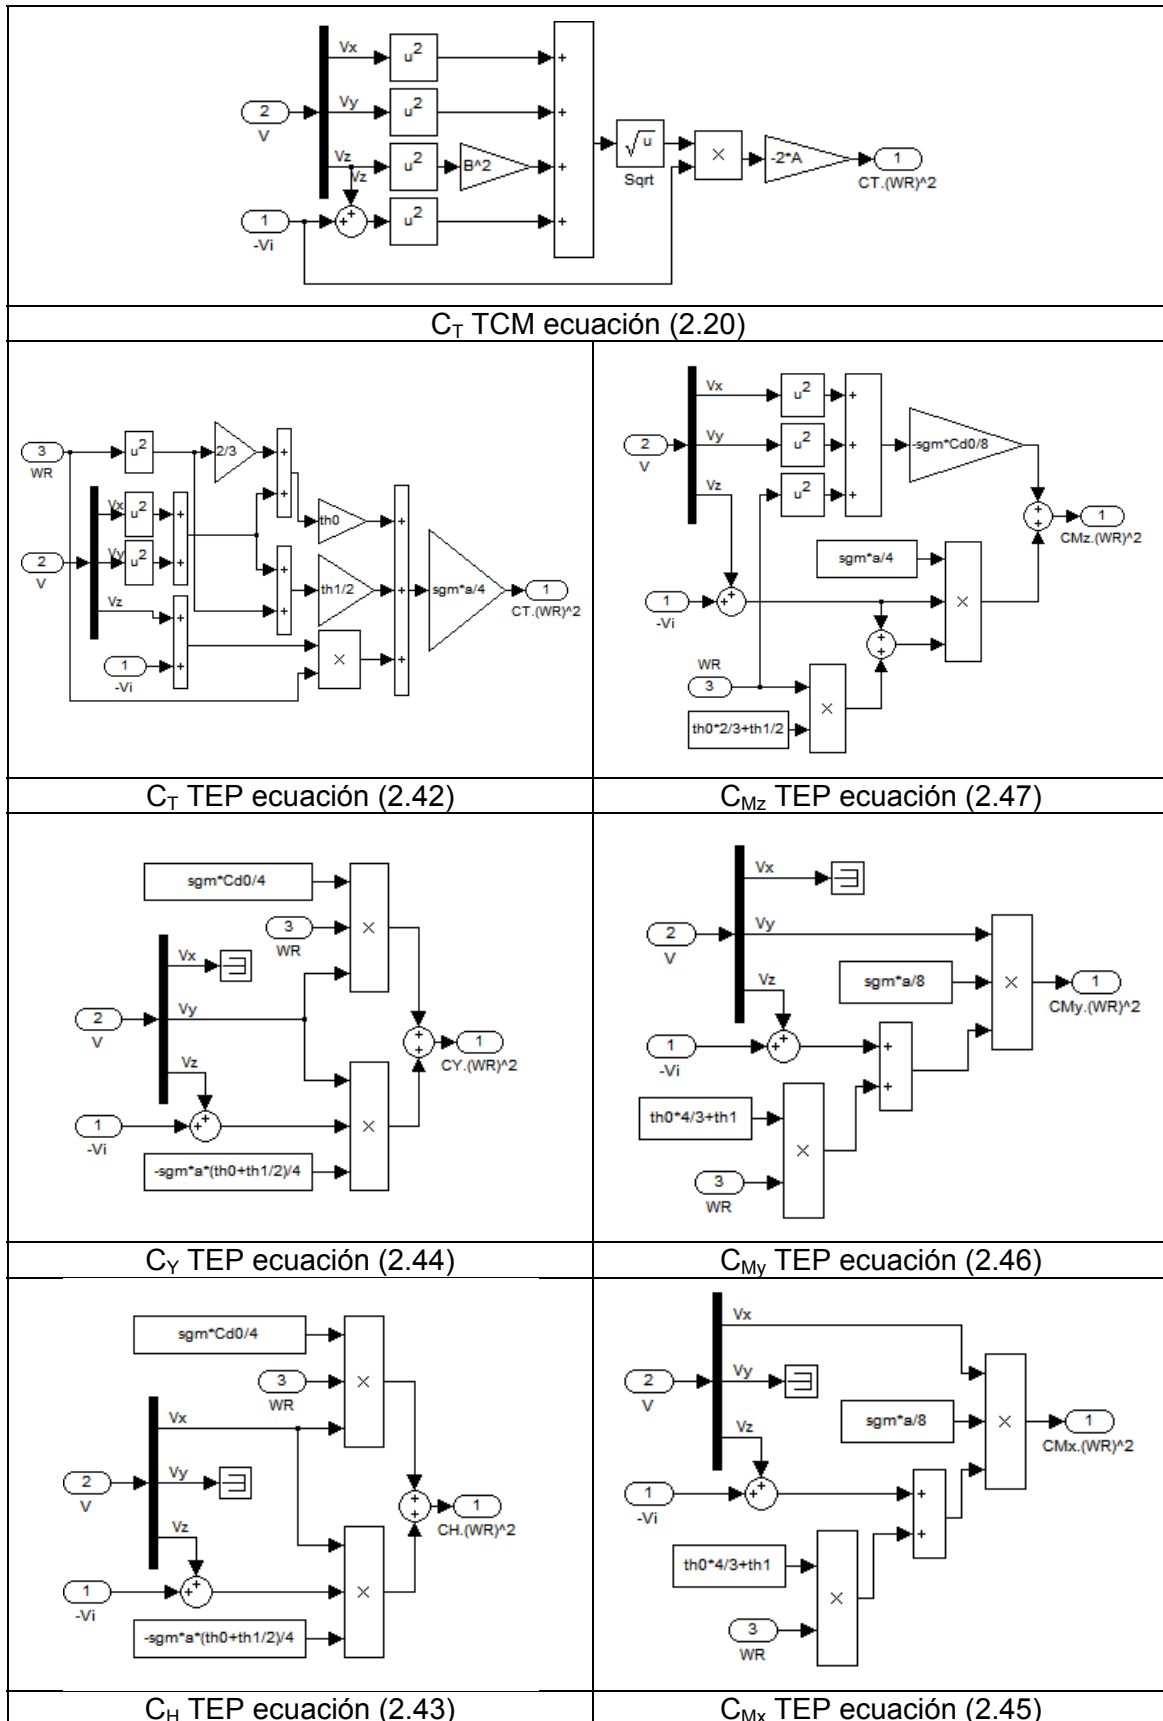 Vx
u²
+
2
V
Vy
u²
+
√u
Sqrt
×
-2*A
1
CT.(WR)^2
Vz
Vz
u²
B^2
+
1
-Vi
+ +
u²
+
C_T TCM ecuación (2.20)
3
WR
u²
2/3
+
+
Vx
u²
+
th0
+
2
V
Vy
u²
+
+
th1/2
+
sgm*a/4
1
CT.(WR)^2
Vz
+
+
1
-Vi
+
×
+
C_T TEP ecuación (2.42)
Vx
u²
+
2
V
Vy
u²
+
-sgm*Cd0/8
Vz
u²
+
+
+
1
CMz.(WR)^2
sgm*a/4
1
-Vi
+ +
×
+
+
WR
3
×
th0*2/3+th1/2
C_Mz TEP ecuación (2.47)
sgm*Cd0/4
3
WR
×
Vx
2
V
Vy
+
+
1
CY.(WR)^2
Vz
1
-Vi
+ +
×
-sgm*a*(th0+th1/2)/4
C_Y TEP ecuación (2.44)
Vx
2
V
Vy
sgm*a/8
×
1
CMy.(WR)^2
Vz
1
-Vi
+ +
+
+
th0*4/3+th1
×
3
WR
C_My TEP ecuación (2.46)
sgm*Cd0/4
3
WR
×
Vx
2
V
Vy
+
+
1
CH.(WR)^2
Vz
1
-Vi
+ +
×
-sgm*a*(th0+th1/2)/4
C_H TEP ecuación (2.43)
Vx
2
V
Vy
sgm*a/8
×
1
CMx.(WR)^2
Vz
1
-Vi
+ +
+
+
th0*4/3+th1
×
3
WR
C_Mx TEP ecuación (2.45)